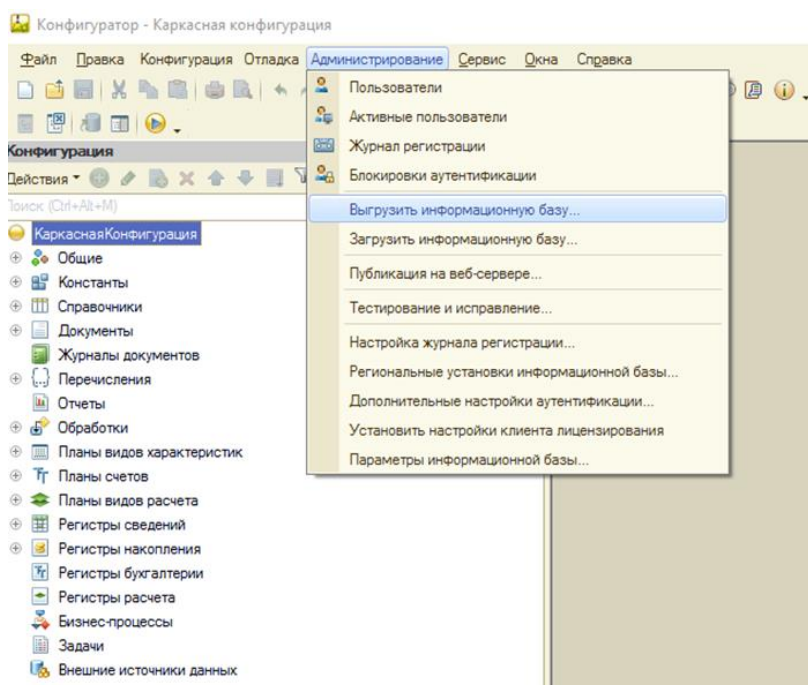 Конфигуратор - Каркасная конфигурация
Файл Правка Конфигурация Отладка Администрирование Сервис Окна Справка
Пользователи
Активные пользователи
Журнал регистрации
Блокировки аутентификации
Выгрузить информационную базу...
Загрузить информационную базу...
Публикация на веб-сервере...
Тестирование и исправление...
Настройка журнала регистрации...
Региональные установки информационной базы...
Дополнительные настройки аутентификации...
Установить настройки клиента лицензирования
Параметры информационной базы...
Конфигурация
Действия
Поиск (Ctrl+Alt+M)
КаркаснаяКонфигурация
Общие
Константы
Справочники
Документы
Журналы документов
Перечисления
Отчеты
Обработки
Планы видов характеристик
Планы счетов
Планы видов расчета
Регистры сведений
Регистры накопления
Регистры бухгалтерии
Регистры расчета
Бизнес-процессы
Задачи
Внешние источники данных